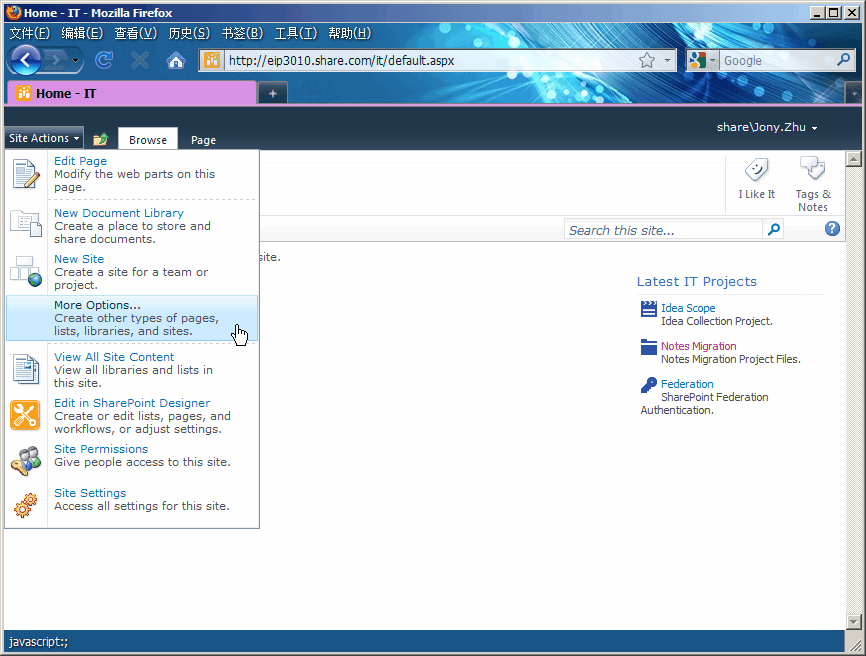 Home - IT - Mozilla Firefox
文件(F) 编辑(E) 查看(V) 历史(S) 书签(B) 工具(T) 帮助(H)
http://eip3010.share.com/it/default.aspx
Google
Home - IT
share\Jony.Zhu
Site Actions
Browse
Page
Edit Page
Modify the web parts on this
page.
New Document Library
Create a place to store and
share documents.
New Site
Create a site for a team or
project.
More Options...
Create other types of pages,
lists, libraries, and sites.
View All Site Content
View all libraries and lists in
this site.
Edit in SharePoint Designer
Create or edit lists, pages, and
workflows, or adjust settings.
Site Permissions
Give people access to this site.
Site Settings
Access all settings for this site.
I Like It
Tags &
Notes
Search this site...
site.
Latest IT Projects
Idea Scope
Idea Collection Project.
Notes Migration
Notes Migration Project Files.
Federation
SharePoint Federation
Authentication.
javascript:;